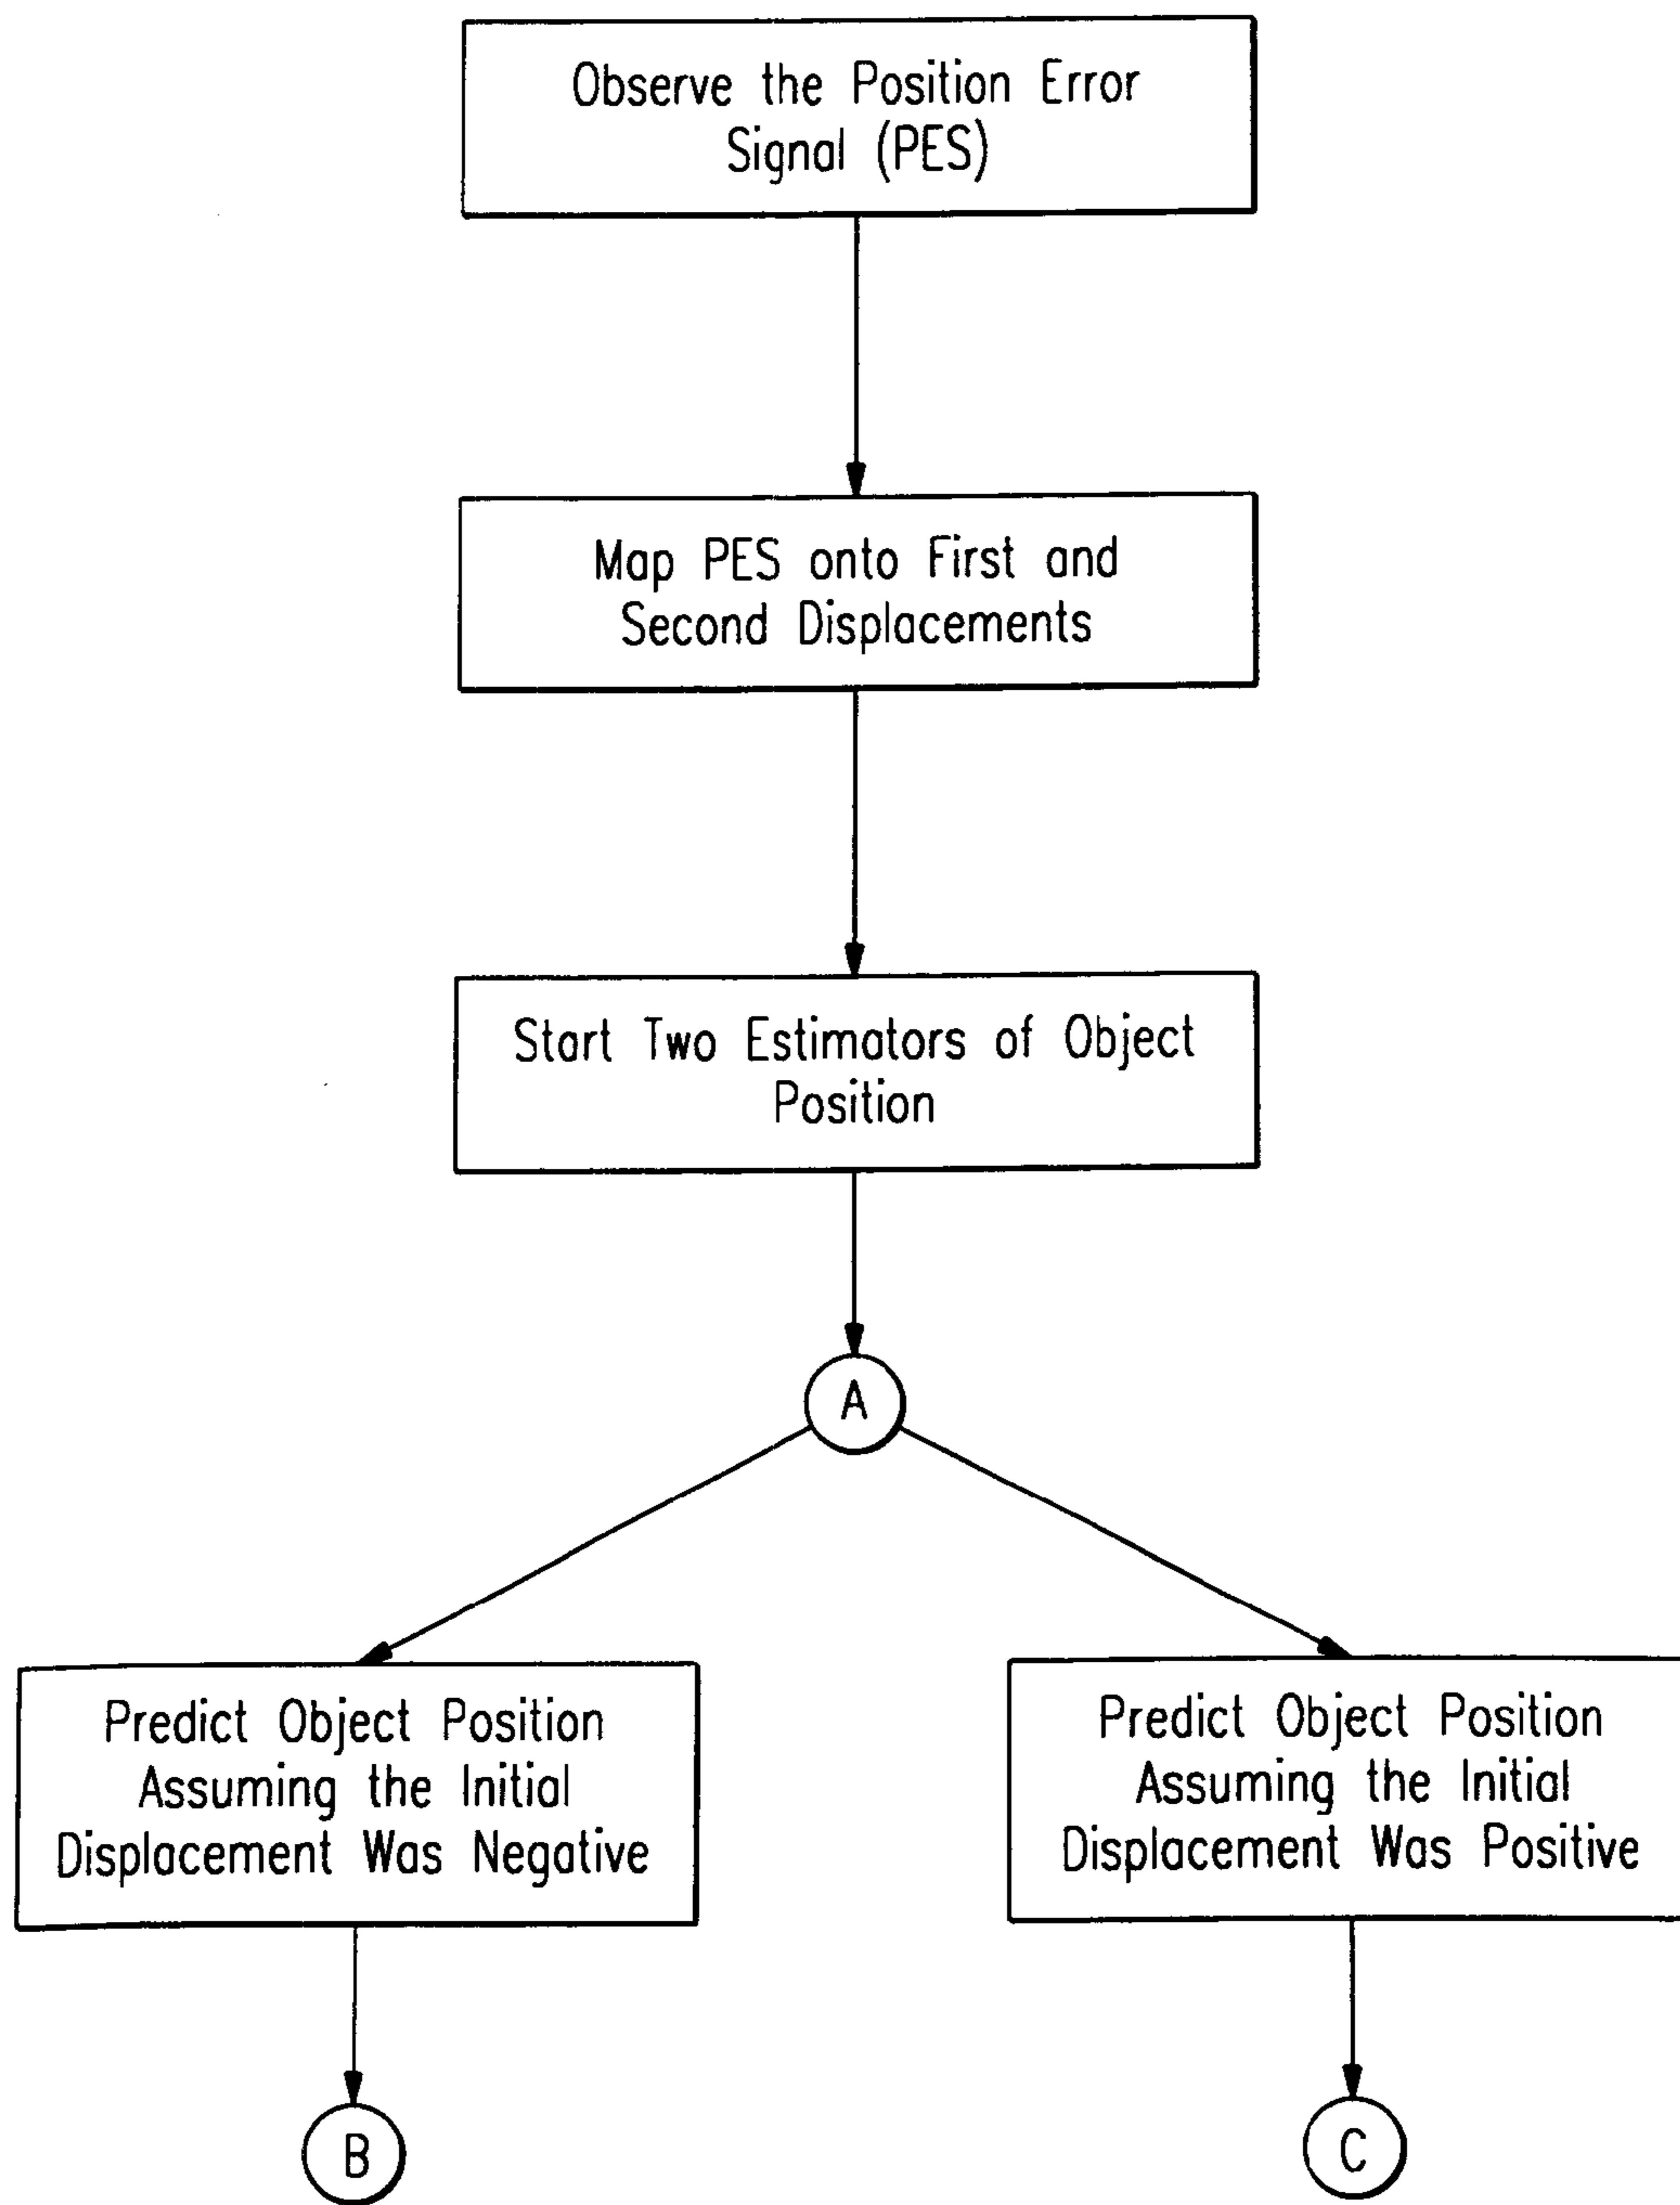 Observe the Position Error
Signal (PES)
Map PES onto First and
Second Displacements
Start Two Estimators of Object
Position
A
Predict Object Position
Assuming the Initial
Displacement Was Negative
Predict Object Position
Assuming the Initial
Displacement Was Positive
B
C